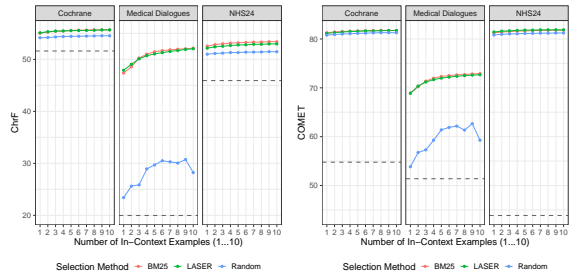 Cochrane Medical Dialogues NHS24
ChrF
50
40
30
20
1 2 3 4 5 6 7 8 9 10 1 2 3 4 5 6 7 8 9 10 1 2 3 4 5 6 7 8 9 10
Number of In-Context Examples (1...10)
Selection Method BM25 LASER Random
Cochrane Medical Dialogues NHS24
COMET
80
70
60
50
1 2 3 4 5 6 7 8 9 10 1 2 3 4 5 6 7 8 9 10 1 2 3 4 5 6 7 8 9 10
Number of In-Context Examples (1...10)
Selection Method BM25 LASER Random